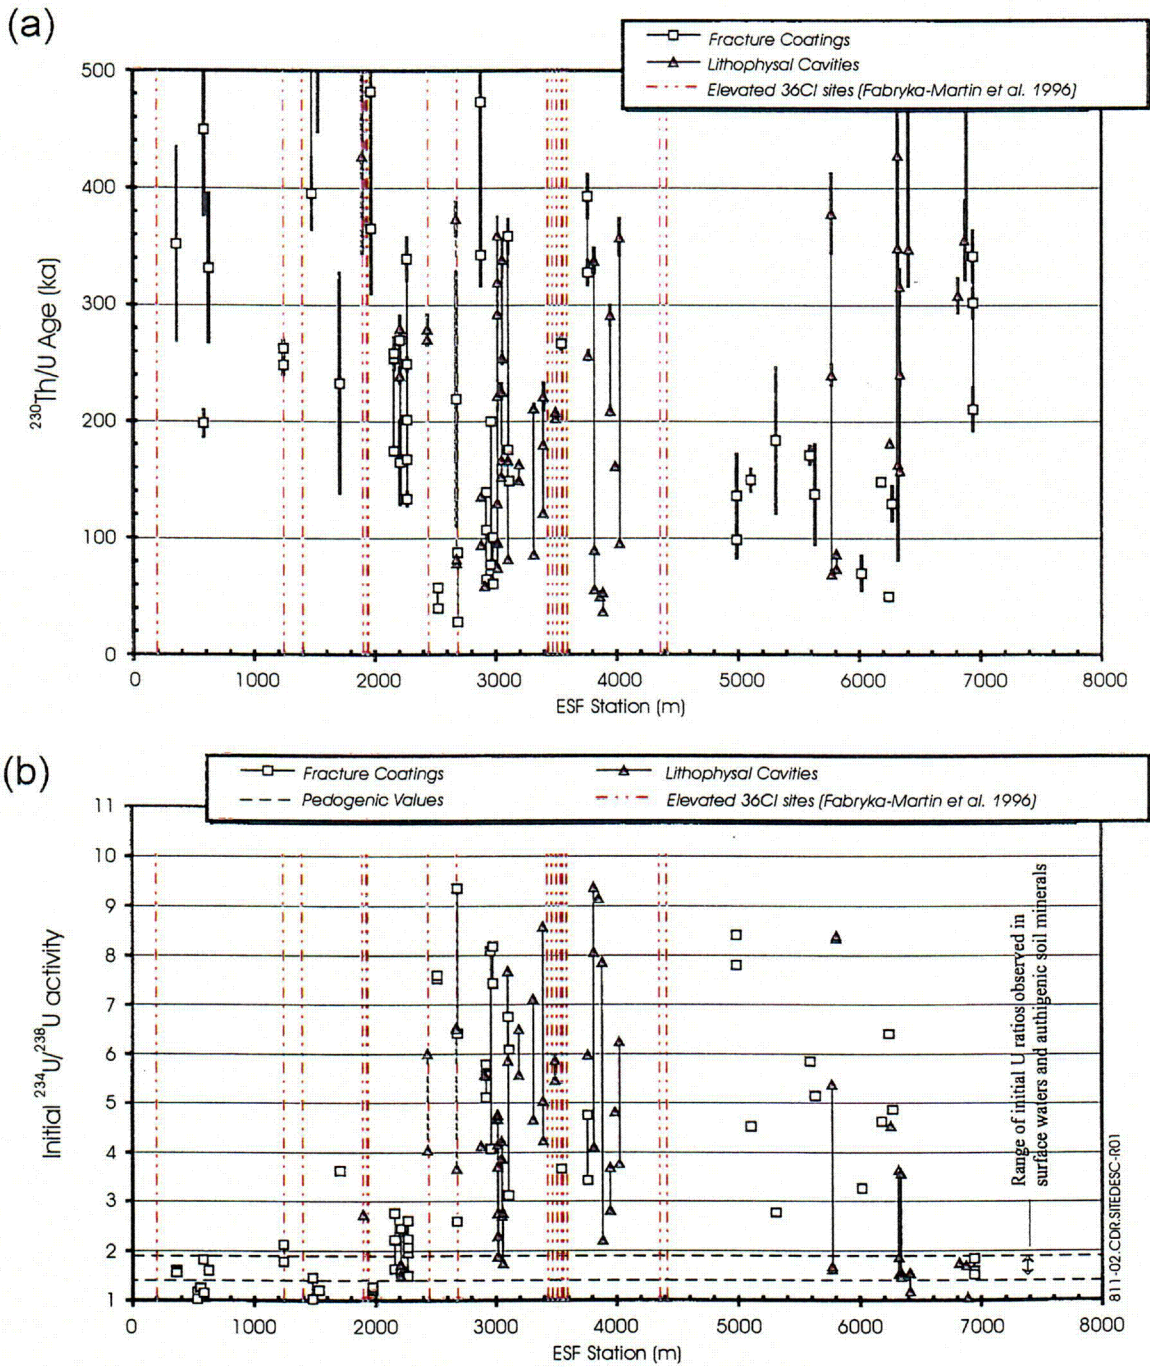 (a)
Fracture Coatings
Lithophysal Cavities
Elevated 36Cl sites (Fabryka-Martin et al. 1996)
500
400
300
200
100
0
230Th/U Age (ka)
0 1000 2000 3000 4000 5000 6000 7000 8000
ESF Station (m)
(b)
Fracture Coatings Lithophysal Cavities
Pedogenic Values Elevated 36Cl sites (Fabryka-Martin et al. 1996)
11
10
9
8
7
6
5
4
3
2
1
Initial 234U/238U activity
Range of initial U ratios observed in
surface waters and authigenic soil minerals
81-02.CDR.SITEDESC-R01
0 1000 2000 3000 4000 5000 6000 7000 8000
ESF Station (m)